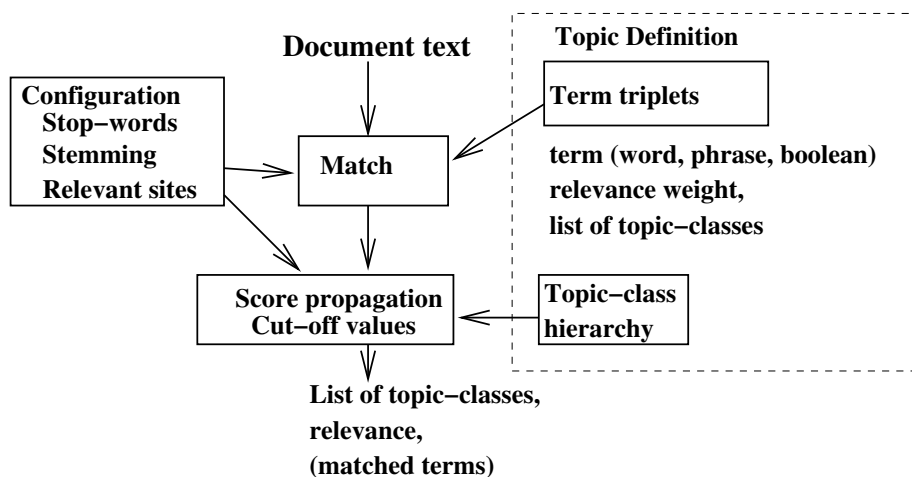 Document text
Topic Definition
Configuration
Stop−words
Stemming
Relevant sites
Match
Term triplets
term (word, phrase, boolean)
relevance weight,
list of topic−classes
Score propagation
Cut−off values
Topic−class
hierarchy
List of topic−classes,
relevance,
(matched terms)